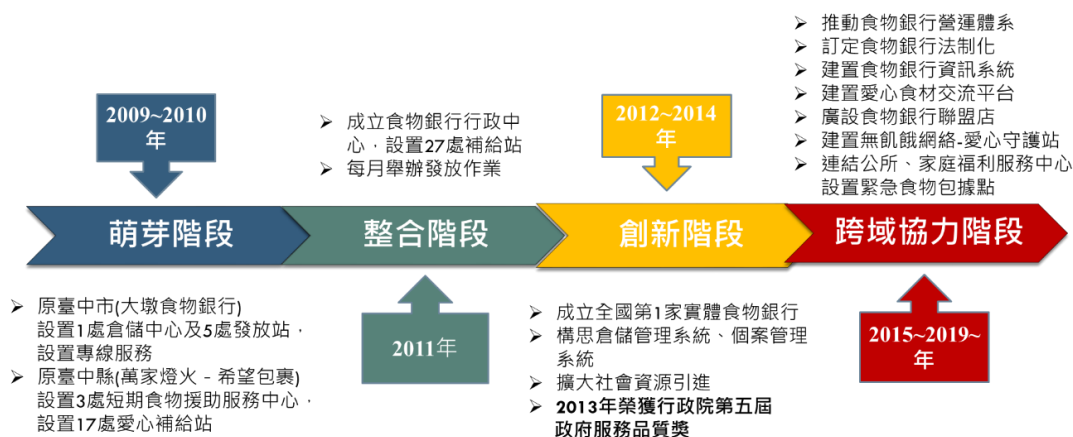 2009~2010
年
萌芽階段
➢ 原臺中市(大墩食物銀行)
設置1處倉儲中心及5處發放站，
設置專線服務
➢ 原臺中縣(萬家燈火–希望包裹)
設置3處短期食物援助服務中心，
設置17處愛心補給站
➢ 成立食物銀行行政中
心，設置27處補給站
➢ 每月舉辦發放作業
整合階段
2011年
2012~2014
年
創新階段
➢ 成立全國第1家實體食物銀行
➢ 構思倉儲管理系統、個案管理
系統
➢ 擴大社會資源引進
➢ 2013年榮獲行政院第五屆
政府服務品質獎
➢ 推動食物銀行營運體系
➢ 訂定食物銀行法制化
➢ 建置食物銀行資訊系統
➢ 建置愛心食材交流平台
➢ 廣設食物銀行聯盟店
➢ 建置無飢餓網絡-愛心守護站
➢ 連結公所、家庭福利服務中心
設置緊急食物包據點
跨域協力階段
2015~2019~
年